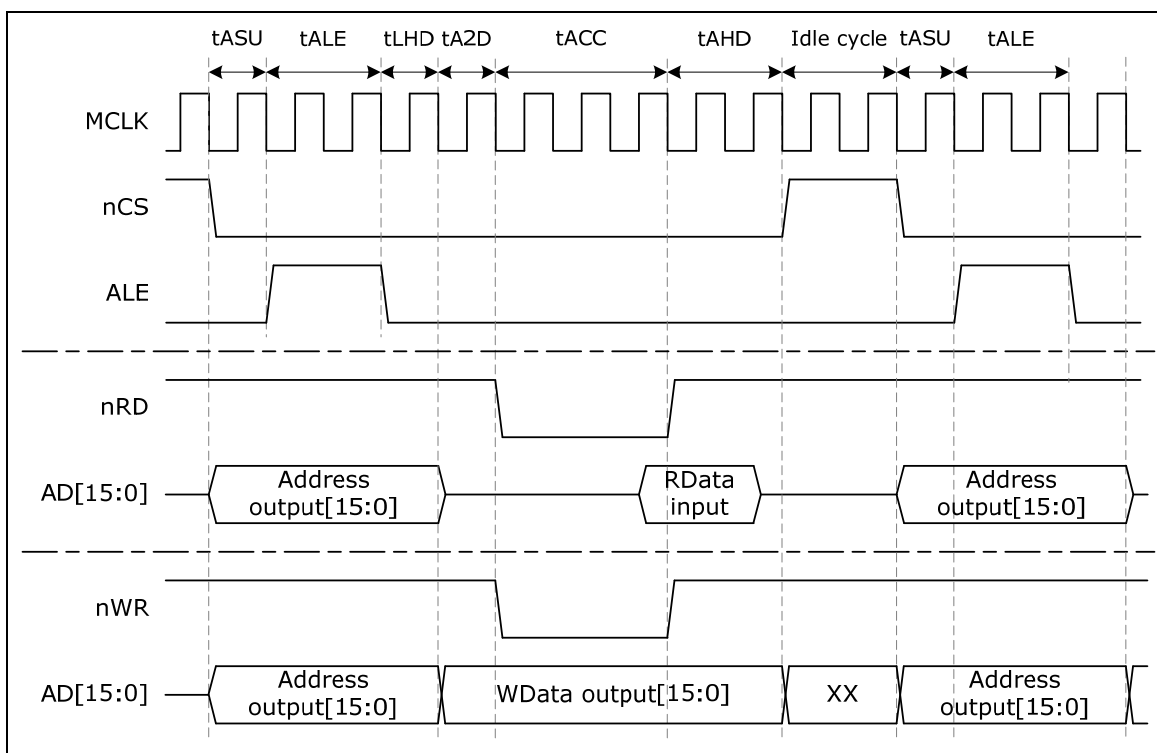 tASU tALE tLHD tA2D tACC tAHD Idle cycle tASU tALE
MCLK
nCS
ALE
nRD
AD[15:0]
Address
output[15:0]
RData
input
Address
output[15:0]
nWR
AD[15:0]
Address
output[15:0]
WData output[15:0]
XX
Address
output[15:0]